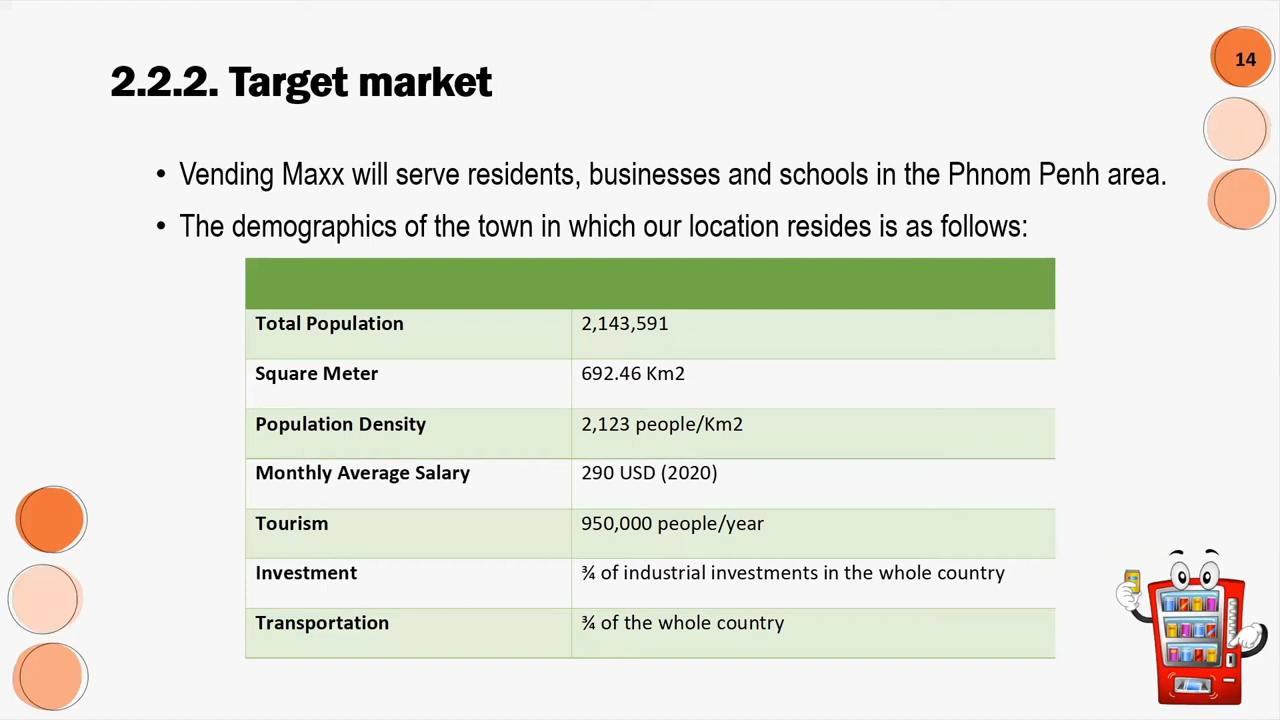 14
2.2.2. Target market
• Vending Maxx will serve residents, businesses and schools in the Phnom Penh area.
• The demographics of the town in which our location resides is as follows:
Total Population 2,143,591
Square Meter 692.46 Km2
Population Density 2,123 people/Km2
Monthly Average Salary 290 USD (2020)
Tourism 950,000 people/year
Investment ¾ of industrial investments in the whole country
Transportation ¾ of the whole country